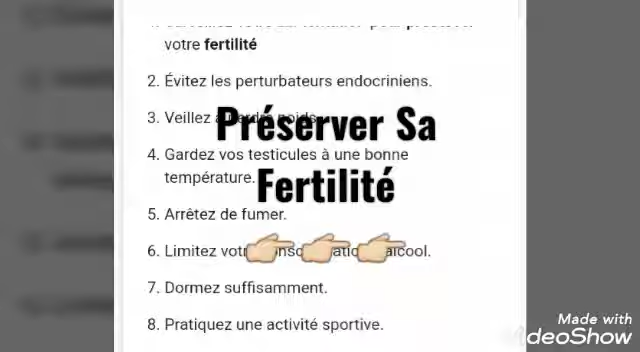 votre fertilité
2. Évitez les perturbateurs endocriniens.
3. Veillez
Préserver Sa
4. Gardez vos testicules à une bonne
température.
Fertilité
5. Arrêtez de fumer.
6. Limitez
7. Dormez suffisamment.
8. Pratiquez une activité sportive.
Made with
VideoShow